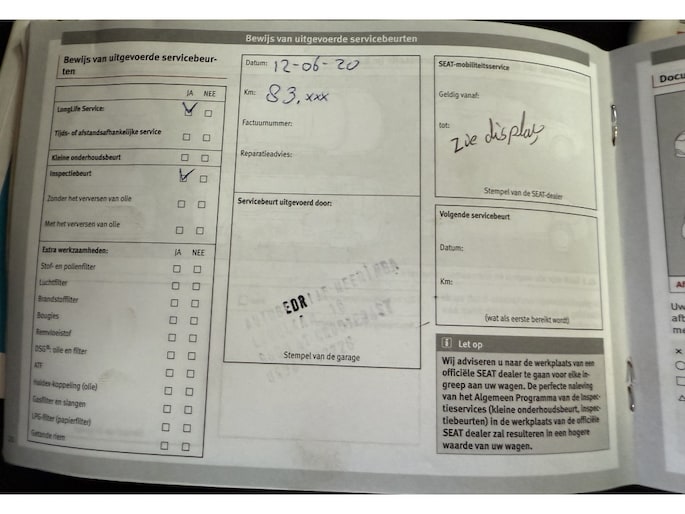 Bewijs van uitgevoerde servicebeurten
Bewijs van uitgevoerde servicebeur-
ten
JA NEE
LongLife Service:
Tijds- of afstandsafhankelijke service
Kleine onderhoudsbeurt
Inspectiebeurt
Zonder het verversen van olie
Met het verversen van olie
Extra werkzaamheden: JA NEE
Stof- en pollenfilter
Luchtfilter
Brandstoffilter
Bougies
Remvloeistof
DSG®: olie en filter
ATF
Haldex-koppeling (olie)
Gasfilter en slangen
LPG-filter (papierfilter)
Getande riem
Datum: 12-06-20
Km: 83.xxx
Factuurnummer:
Reparatieadvies:
Servicebeurt uitgevoerd door:
Stempel van de garage
SEAT-mobiliteitsservice
Geldig vanaf:
tot:
Zie display
Stempel van de SEAT-dealer
Volgende servicebeurt
Datum:
Km:
(wat als eerste bereikt wordt)
i Let op
Wij adviseren u naar de werkplaats van een
officiële SEAT dealer te gaan voor elke in-
greep aan uw wagen. De perfecte naleving
van het Algemeen Programma van de Inspec-
tieservices (kleine onderhoudsbeurt, inspec-
tiebeurten) in de werkplaats van de officiële
SEAT dealer zal resulteren in een hogere
waarde van uw wagen.
Docu
Uw
afb
me